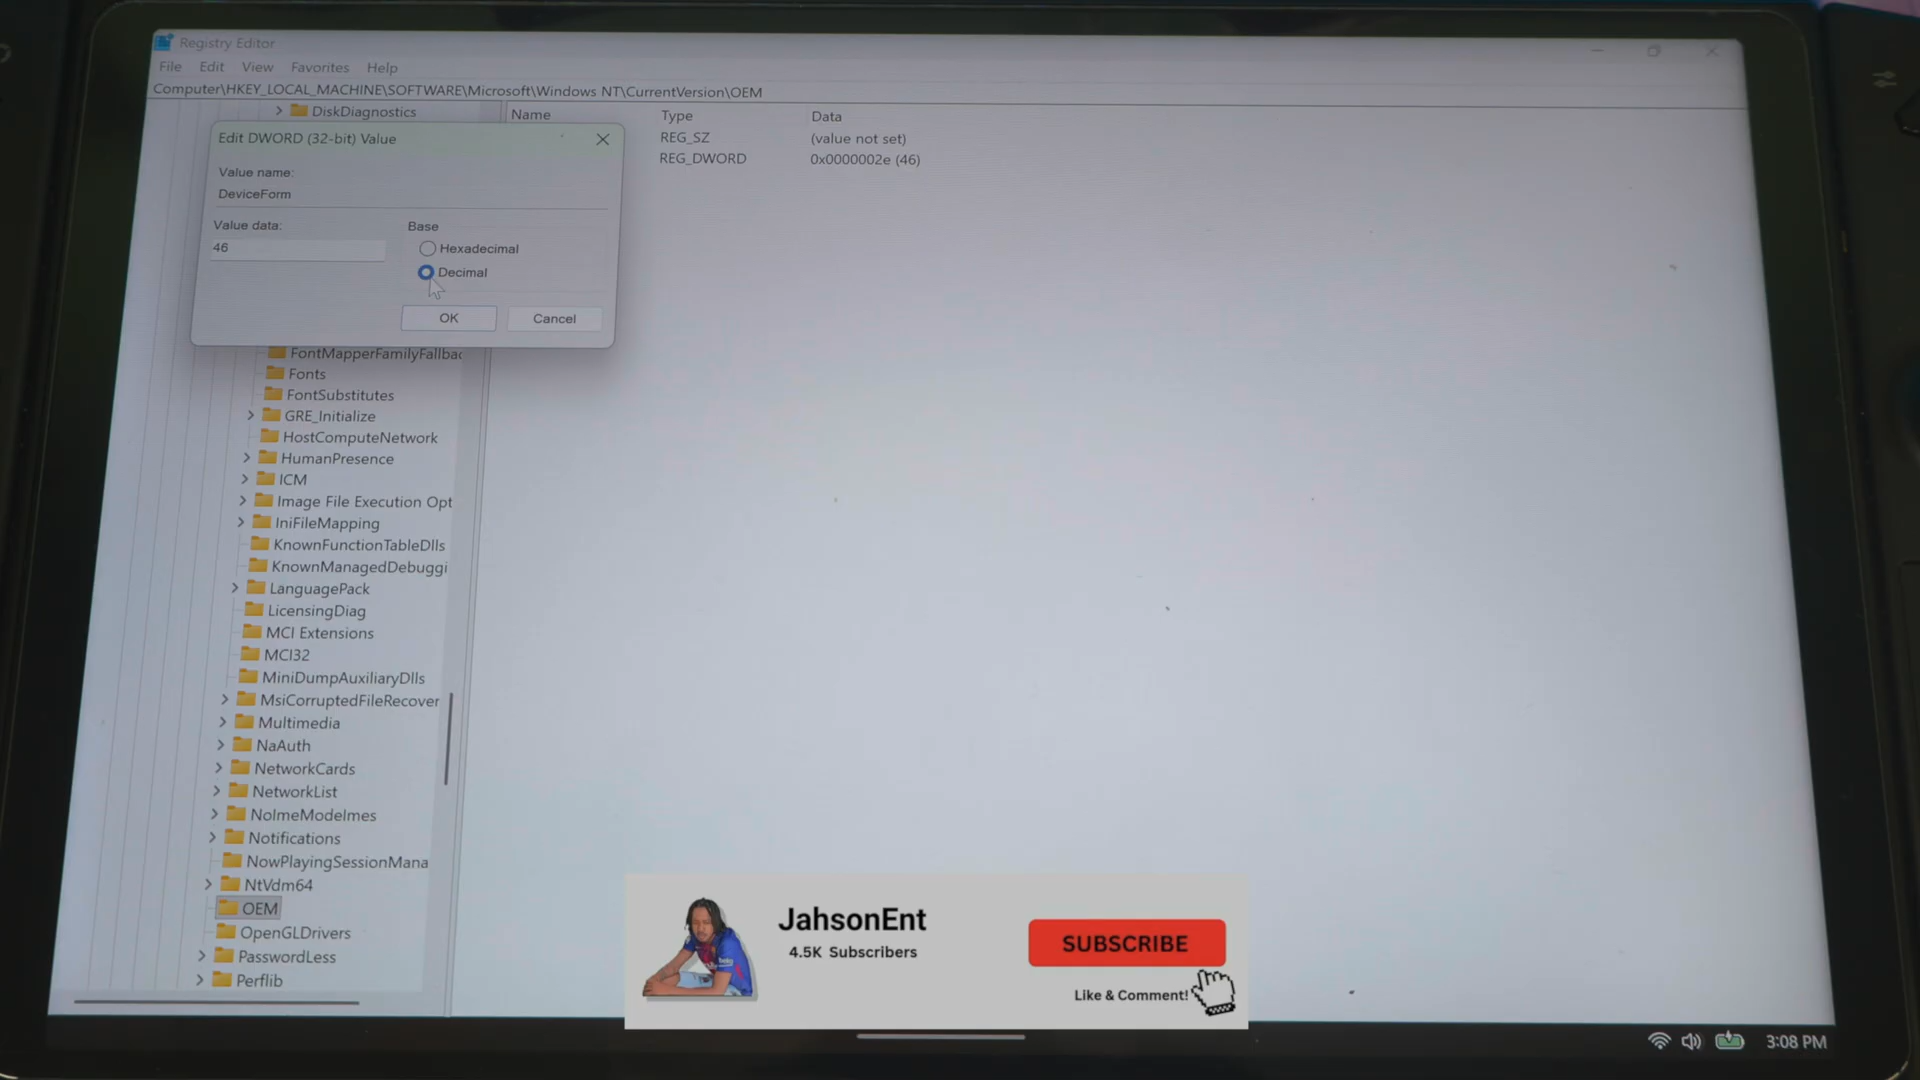 Registry Editor
File Edit View Favorites Help
Computer\HKEY_LOCAL_MACHINE\SOFTWARE\Microsoft\Windows NT\CurrentVersion\OEM
DiskDiagnostics
Name Type Data
REG_SZ (value not set)
REG_DWORD 0x0000002e (46)
Edit DWORD (32-bit) Value
Value name:
DeviceForm
Value data:
46
Base
Hexadecimal
Decimal
OK Cancel
FontMapperFamilyFallbac
Fonts
FontSubstitutes
GRE_Initialize
HostComputeNetwork
HumanPresence
ICM
Image File Execution Opt
IniFileMapping
KnownFunctionTableDlls
KnownManagedDebuggi
LanguagePack
LicensingDiag
MCI Extensions
MCI32
MiniDumpAuxiliaryDlls
MsiCorruptedFileRecover
Multimedia
NaAuth
NetworkCards
NetworkList
NoImeModeImes
Notifications
NowPlayingSessionMana
NtVdm64
OEM
OpenGLDrivers
PasswordLess
Perflib
JahsonEnt
4.5K Subscribers
SUBSCRIBE
Like & Comment!
3:08 PM